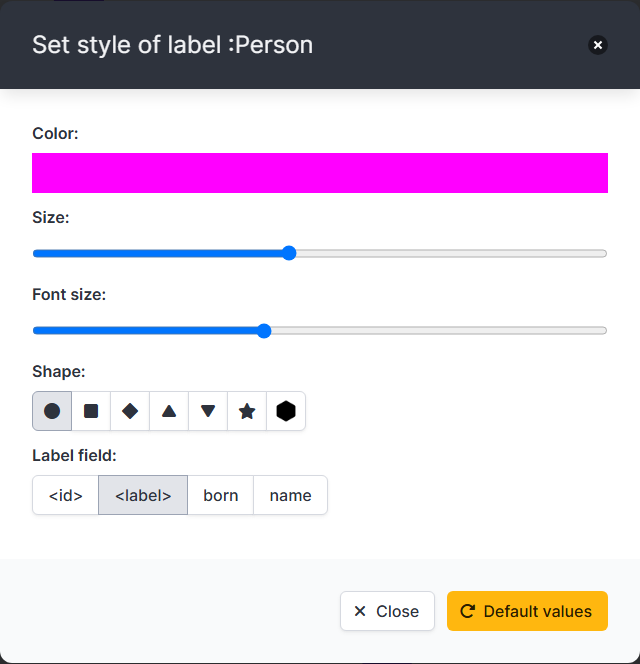 Set style of label :Person
Color:
Size:
Font size:
Shape:
Label field:
<id> <label> born name
Close Default values